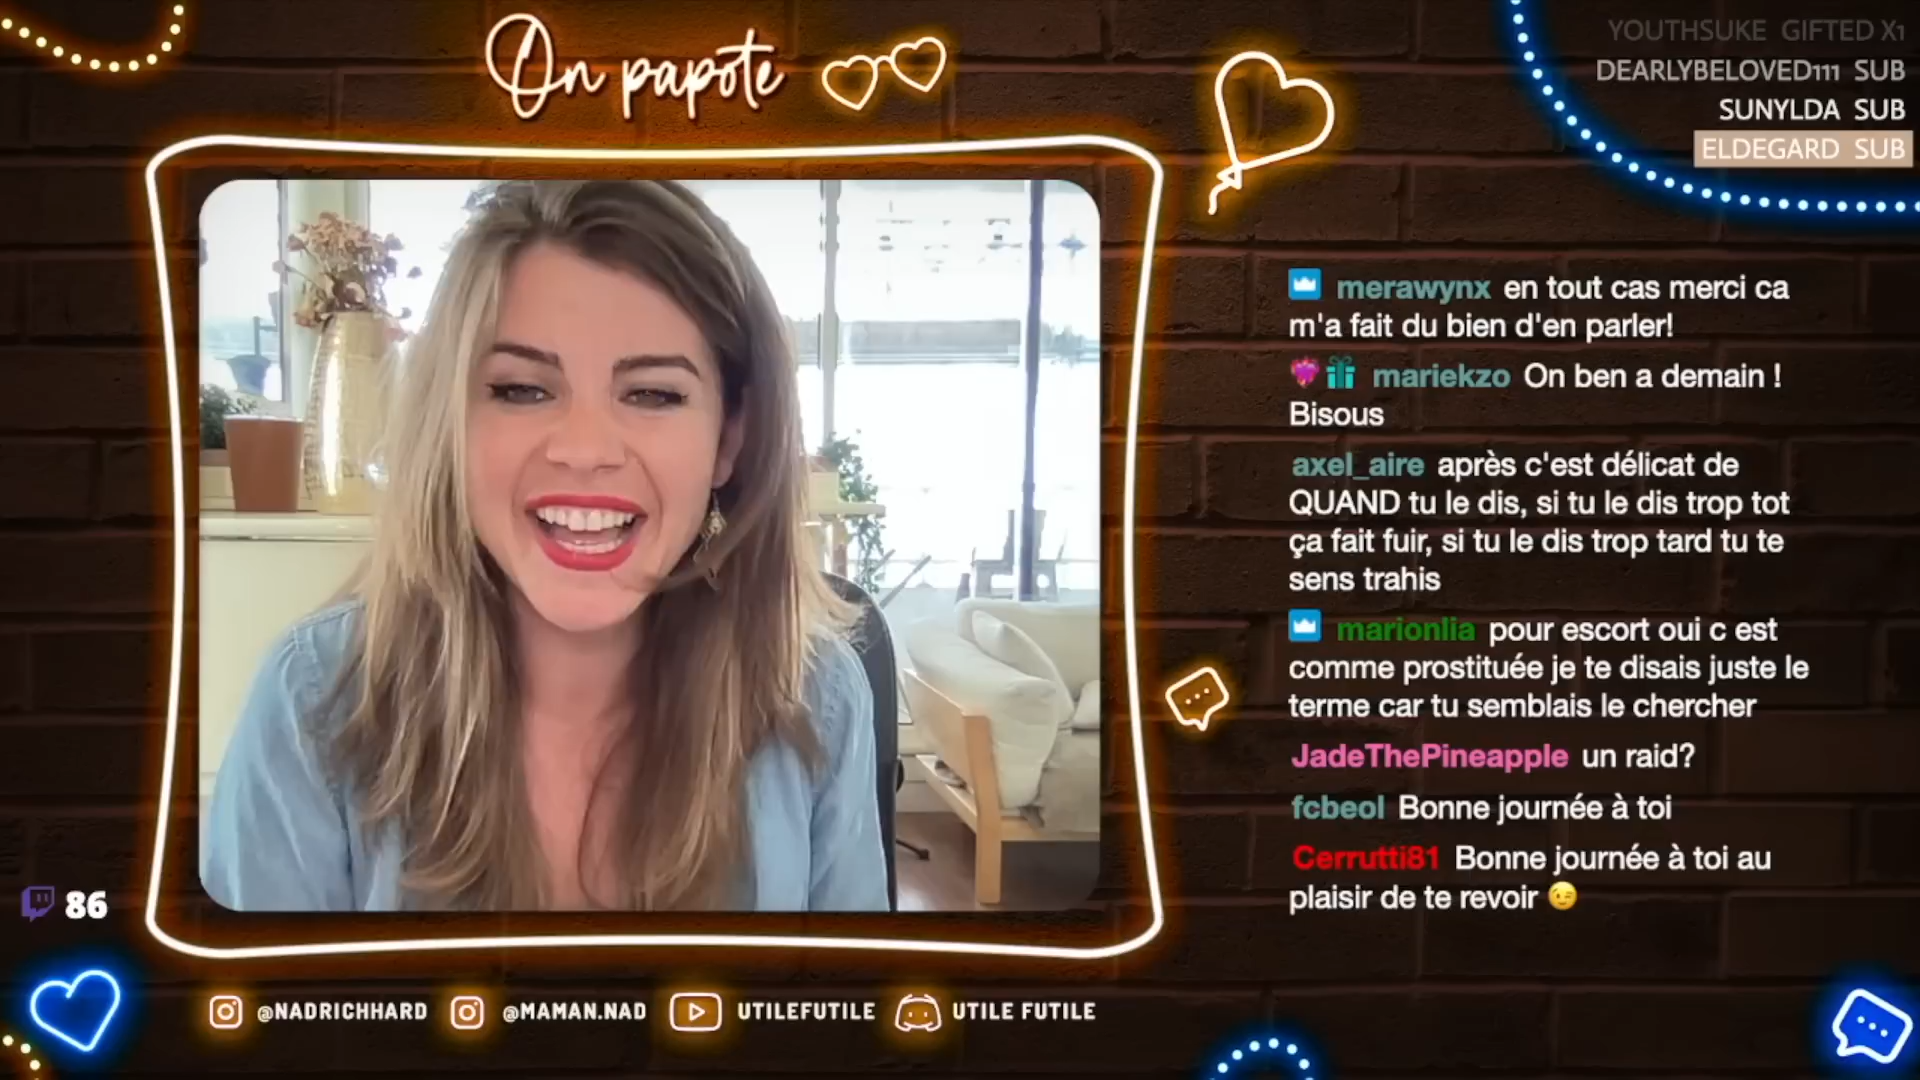 On papote
YOUTHSUKE GIFTED X1
DEARLYBELOVED111 SUB
SUNYLDA SUB
ELDEGARD SUB
merawynx en tout cas merci ca
m'a fait du bien d'en parler!
mariekzo On ben a demain !
Bisous
axel_aire après c'est délicat de
QUAND tu le dis, si tu le dis trop tot
ça fait fuir, si tu le dis trop tard tu te
sens trahis
marionlia pour escort oui c est
comme prostituée je te disais juste le
terme car tu semblais le chercher
JadeThePineapple un raid?
fcbeol Bonne journée à toi
Cerrutti81 Bonne journée à toi au
plaisir de te revoir 😉
86
@NADRICHHARD @MAMAN.NAD UTILEFUTILE UTILE FUTILE